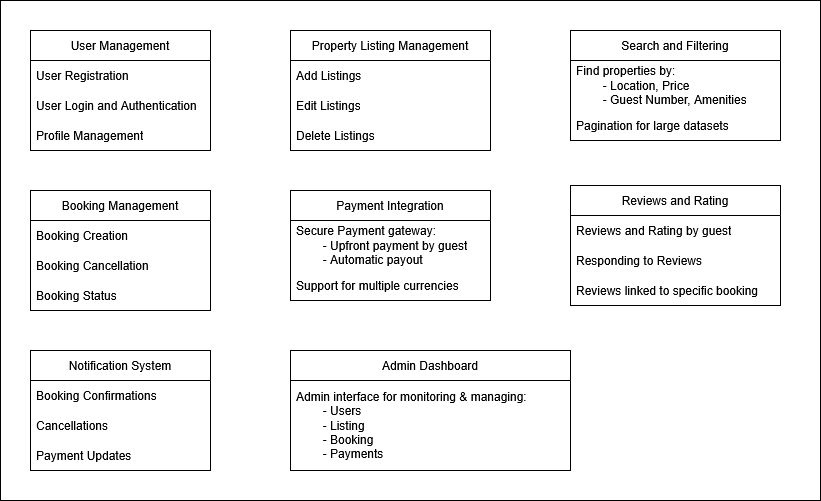 User Management
User Registration
User Login and Authentication
Profile Management
Property Listing Management
Add Listings
Edit Listings
Delete Listings
Search and Filtering
Find properties by:
- Location, Price
- Guest Number, Amenities
Pagination for large datasets
Booking Management
Booking Creation
Booking Cancellation
Booking Status
Payment Integration
Secure Payment gateway:
- Upfront payment by guest
- Automatic payout
Support for multiple currencies
Reviews and Rating
Reviews and Rating by guest
Responding to Reviews
Reviews linked to specific booking
Notification System
Booking Confirmations
Cancellations
Payment Updates
Admin Dashboard
Admin interface for monitoring & managing:
- Users
- Listing
- Booking
- Payments